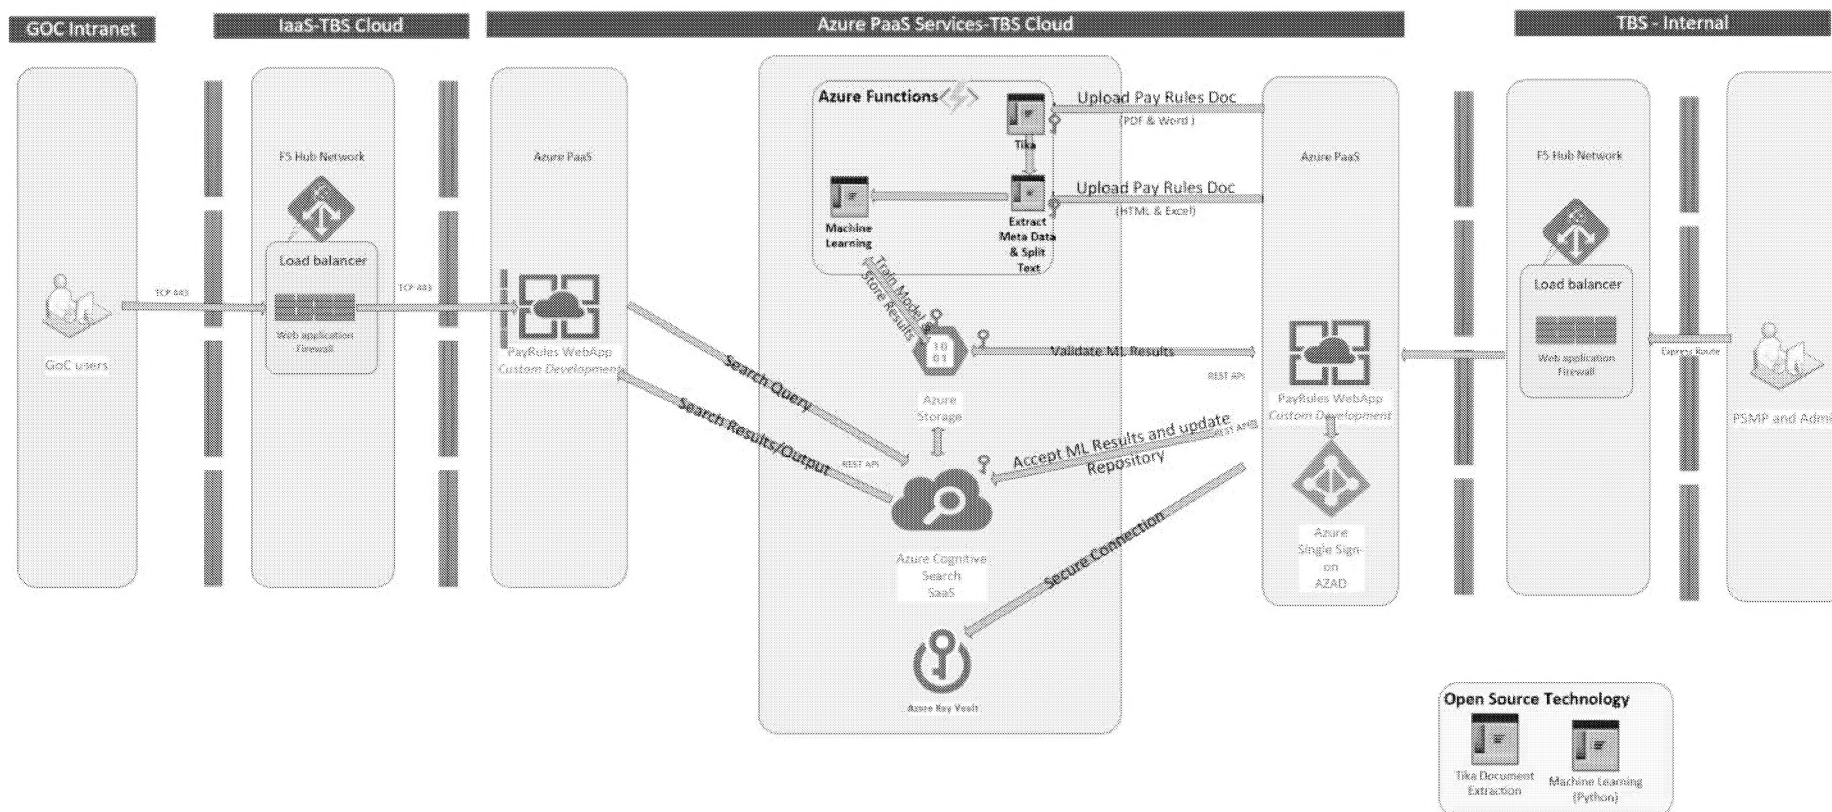 GOC Intranet
IaaS-TBS Cloud
Azure PaaS Services-TBS Cloud
TBS - Internal
GoC users
TCP 443
F5 Hub Network
Load balancer
Web application
Firewall
TCP 443
Azure PaaS
PayRules WebApp
Custom Development
Search Query
Search Results/Output
REST API
Azure Functions
Tika
Extract
Meta Data
& Split
Text
Machine
Learning
Train Model &
Store Results
10
01
Azure
Storage
Azure Cognitive
Search
SaaS
Azure Key Vault
Upload Pay Rules Doc
(PDF & Word )
Upload Pay Rules Doc
(HTML & Excel)
Validate ML Results
REST API
Accept ML Results and update
Repository
REST API
Secure Connection
Azure PaaS
PayRules WebApp
Custom Development
Azure
Single Sign-
on
AZAD
F5 Hub Network
Load balancer
Web application
Firewall
Express Route
PSMP and Admi
Open Source Technology
Tika Document
Extraction
Machine Learning
(Python)